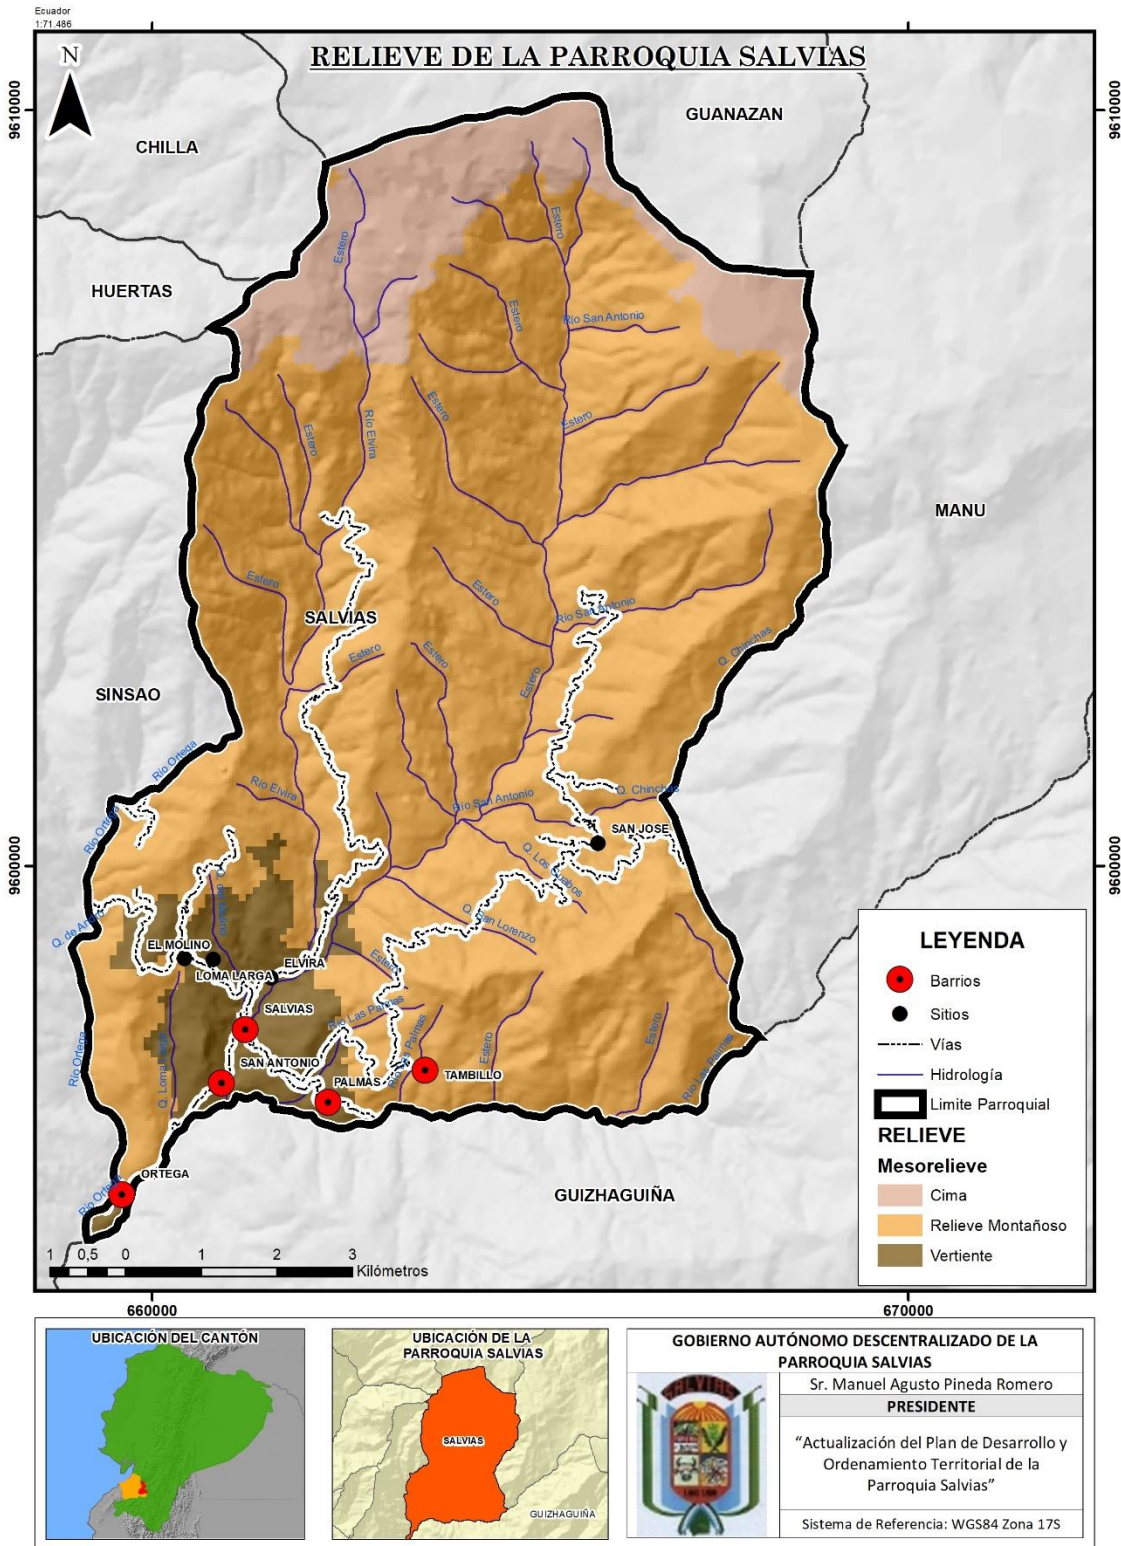 Ecuador
1:71.486
RELIEVE DE LA PARROQUIA SALVIAS
N
9610000
9610000
GUANAZAN
CHILLA
Estero
Estero
HUERTAS
Estero
Río San Antonio
Estero
Estero
Río Elvira
Estero
MANU
Estero
Estero
Río San Antonio
SALVIAS
Q. Chinchas
Estero
Estero
Estero
SINSAO
Río Ortega
Río Elvira
Q. Chinchas
Río San Antonio
Río Ortega
SAN JOSE
9600000
9600000
Q. Los Guabos
Q. San Lorenzo
EL MOLINO
ELVIRA
Estero
LOMA LARGA
SALVIAS
Río Las Palmas
Río Ortega
SAN ANTONIO
Río Las Palmas
Estero
Estero
PALMAS
TAMBILLO
Río Las Palmas
ORTEGA
Río Ortega
GUIZHAGUIÑA
LEYENDA
Barrios
Sitios
Vías
Hidrología
Limite Parroquial
RELIEVE
Mesorelieve
Cima
Relieve Montañoso
Vertiente
1 0,5 0 1 2 3
Kilómetros
660000
670000
UBICACIÓN DEL CANTÓN
UBICACIÓN DE LA
PARROQUIA SALVIAS
SALVIAS
GUIZHAGUIÑA
GOBIERNO AUTÓNOMO DESCENTRALIZADO DE LA
PARROQUIA SALVIAS
SALVIAS
Sr. Manuel Agusto Pineda Romero
PRESIDENTE
“Actualización del Plan de Desarrollo y
Ordenamiento Territorial de la
Parroquia Salvias”
Sistema de Referencia: WGS84 Zona 17S